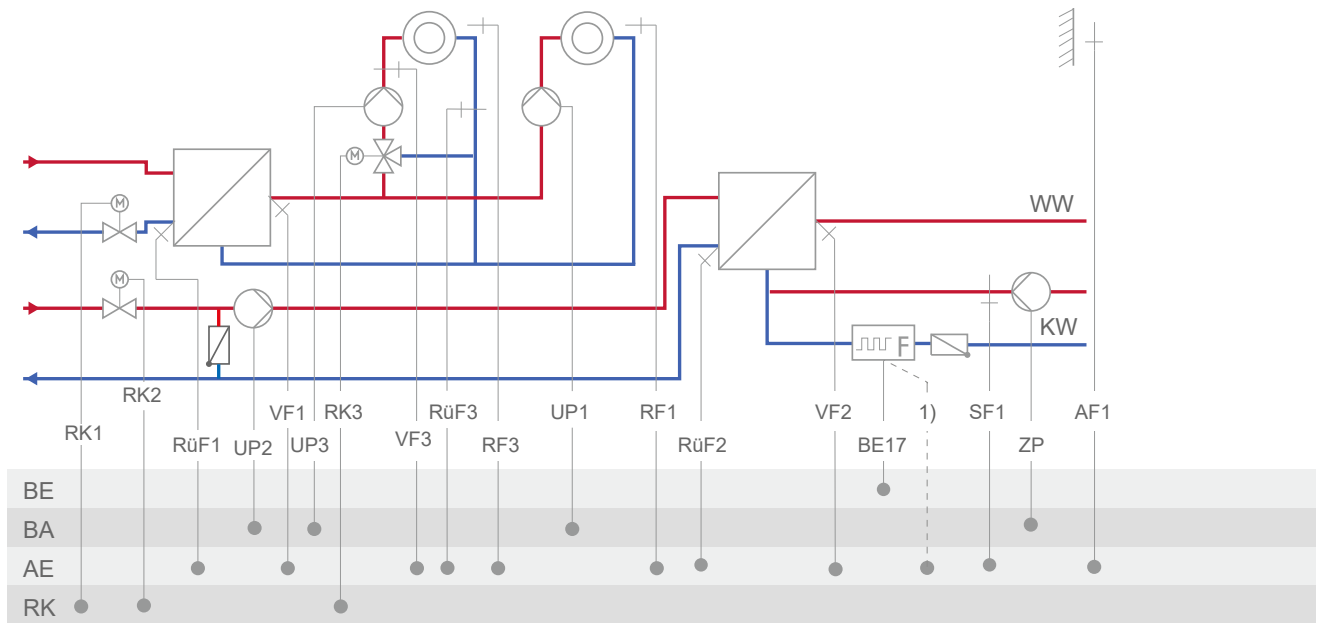 M
M
WW
M
KW
F
RK2
VF1 RK3 RüF3 UP1 RF1 VF2 1) SF1 AF1
RK1
VF3
RüF1 UP2 UP3 RF3 RüF2 BE17 ZP
BE
BA
AE
RK